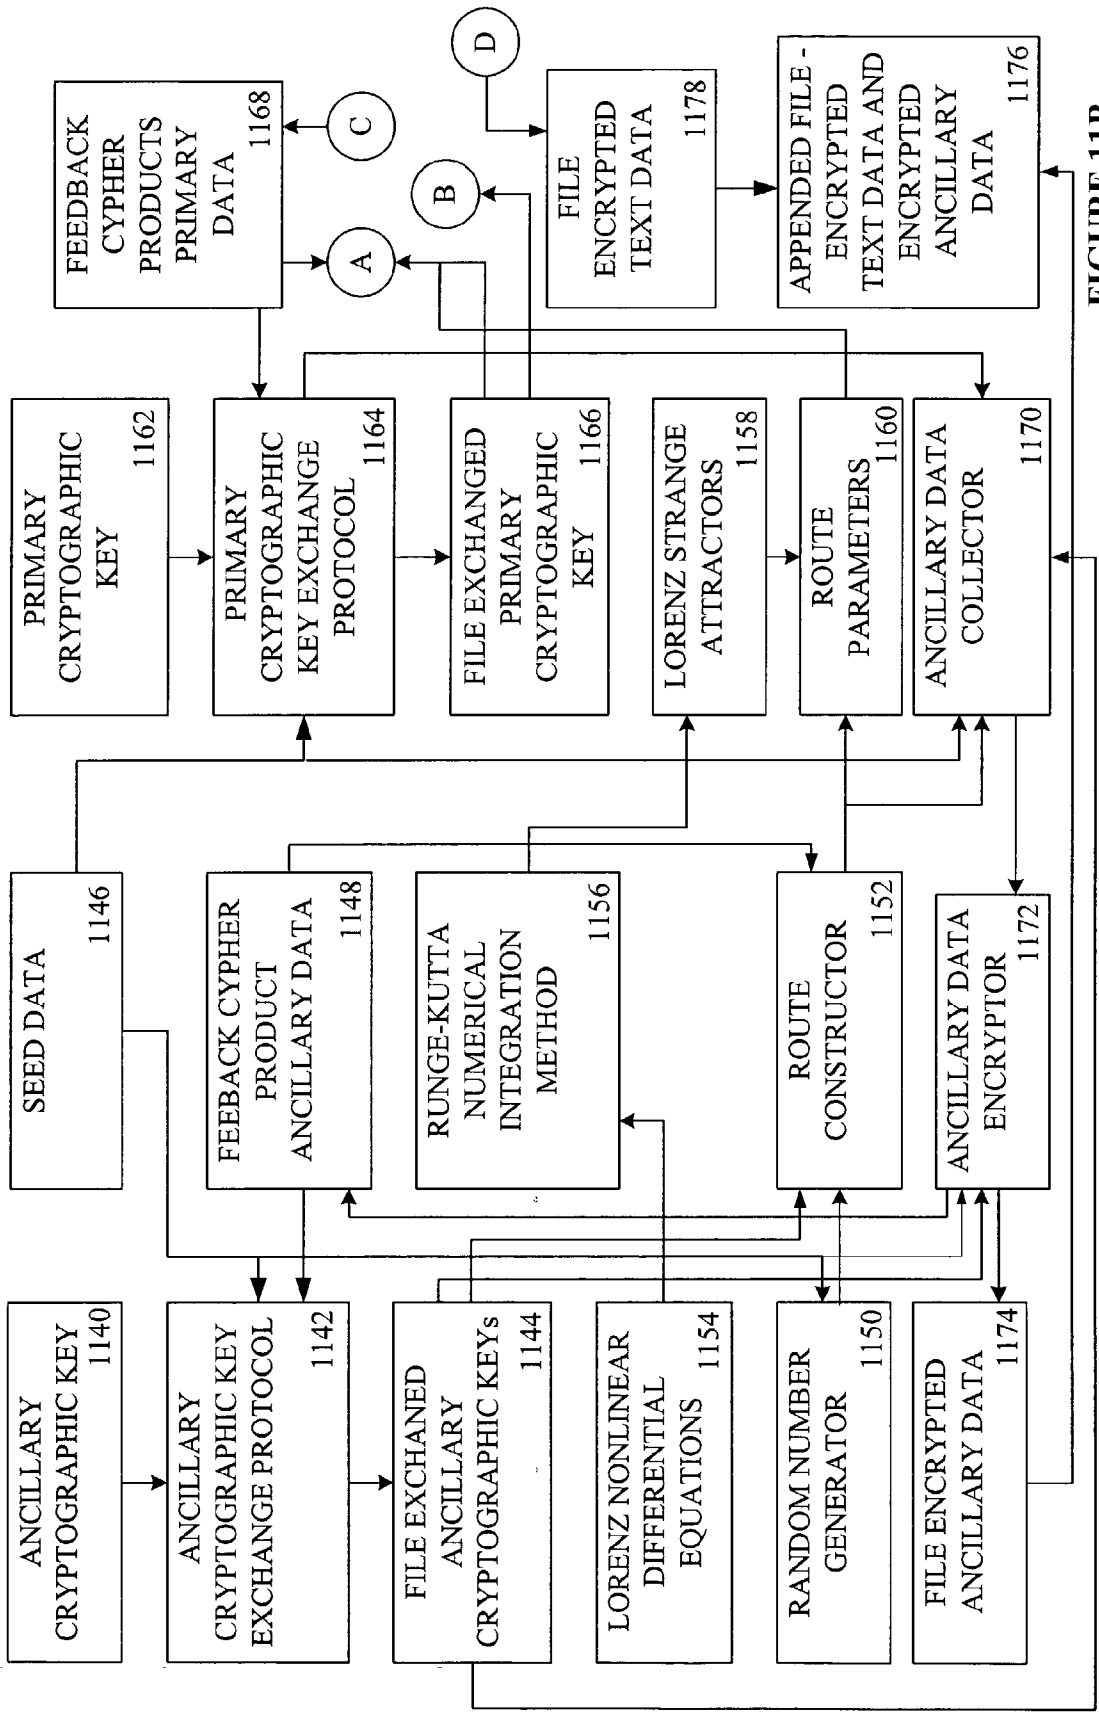 ANCILLARY
CRYPTOGRAPHIC KEY
1140
ANCILLARY
CRYPTOGRAPHIC KEY
EXCHANGE PROTOCOL
1142
FILE EXCHANED
ANCILLARY
CRYPTOGRAPHIC KEYs
1144
LORENZ NONLINEAR
DIFFERENTIAL
EQUATIONS
1154
RANDOM NUMBER
GENERATOR
1150
FILE ENCRYPTED
ANCILLARY DATA
1174
SEED DATA
1146
FEEBACK CYPHER
PRODUCT
ANCILLARY DATA
1148
RUNGE-KUTTA
NUMERICAL
INTEGRATION
METHOD
1156
ROUTE
CONSTRUCTOR
1152
ANCILLARY DATA
ENCRYPTOR
1172
PRIMARY
CRYPTOGRAPHIC
KEY
1162
PRIMARY
CRYPTOGRAPHIC
KEY EXCHANGE
PROTOCOL
1164
FILE EXCHANGED
PRIMARY
CRYPTOGRAPHIC
KEY
1166
LORENZ STRANGE
ATTRACTORS
1158
ROUTE
PARAMETERS
1160
ANCILLARY DATA
COLLECTOR
1170
FEEDBACK
CYPHER
PRODUCTS
PRIMARY
DATA
1168
A
C
B
D
FILE
ENCRYPTED
TEXT DATA
1178
APPENDED FILE -
ENCRYPTED
TEXT DATA AND
ENCRYPTED
ANCILLARY
DATA
1176
FIGURE 11B